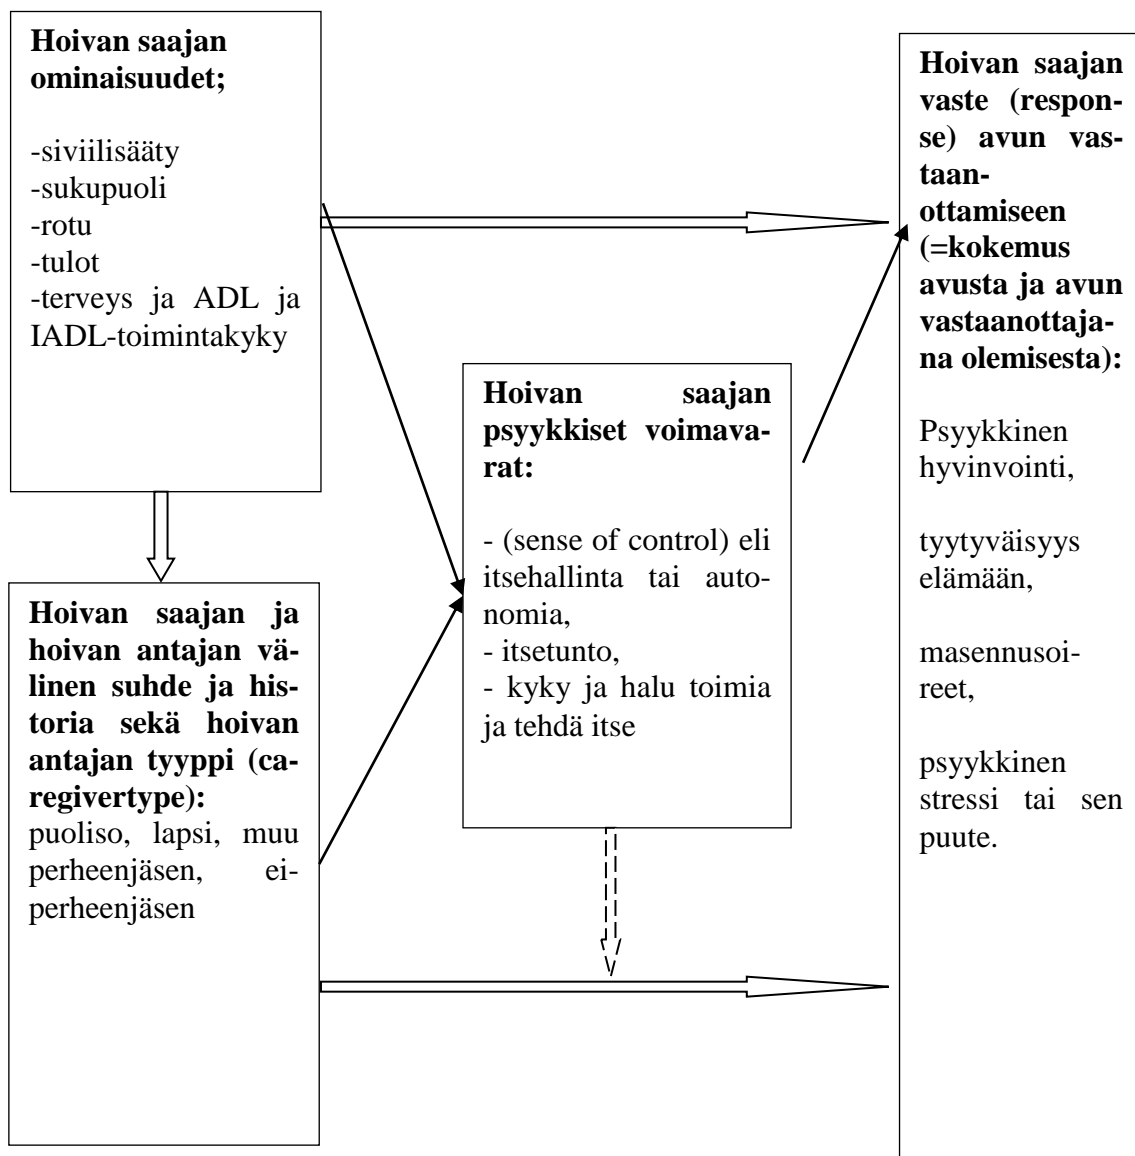 Hoivan saajan
ominaisuudet;
-siviilisääty
-sukupuoli
-rotu
-tulot
-terveys ja ADL ja
IADL-toimintakyky
Hoivan saajan ja
hoivan antajan vä-
linen suhde ja his-
toria sekä hoivan
antajan tyyppi (ca-
regivertype):
puoliso, lapsi, muu
perheenjäsen, ei-
perheenjäsen
Hoivan saajan
psyykkiset voimava-
rat:
- (sense of control) eli
itsehallinta tai auto-
nomia,
- itsetunto,
- kyky ja halu toimia
ja tehdä itse
Hoivan saajan
vaste (respon-
se) avun vas-
taan-
ottamiseen
(=kokemus
avusta ja avun
vastaanottaja-
na olemisesta):
Psyykkinen
hyvinvointi,
tyytyväisyys
elämään,
masennusoi-
reet,
psyykkinen
stressi tai sen
puute.